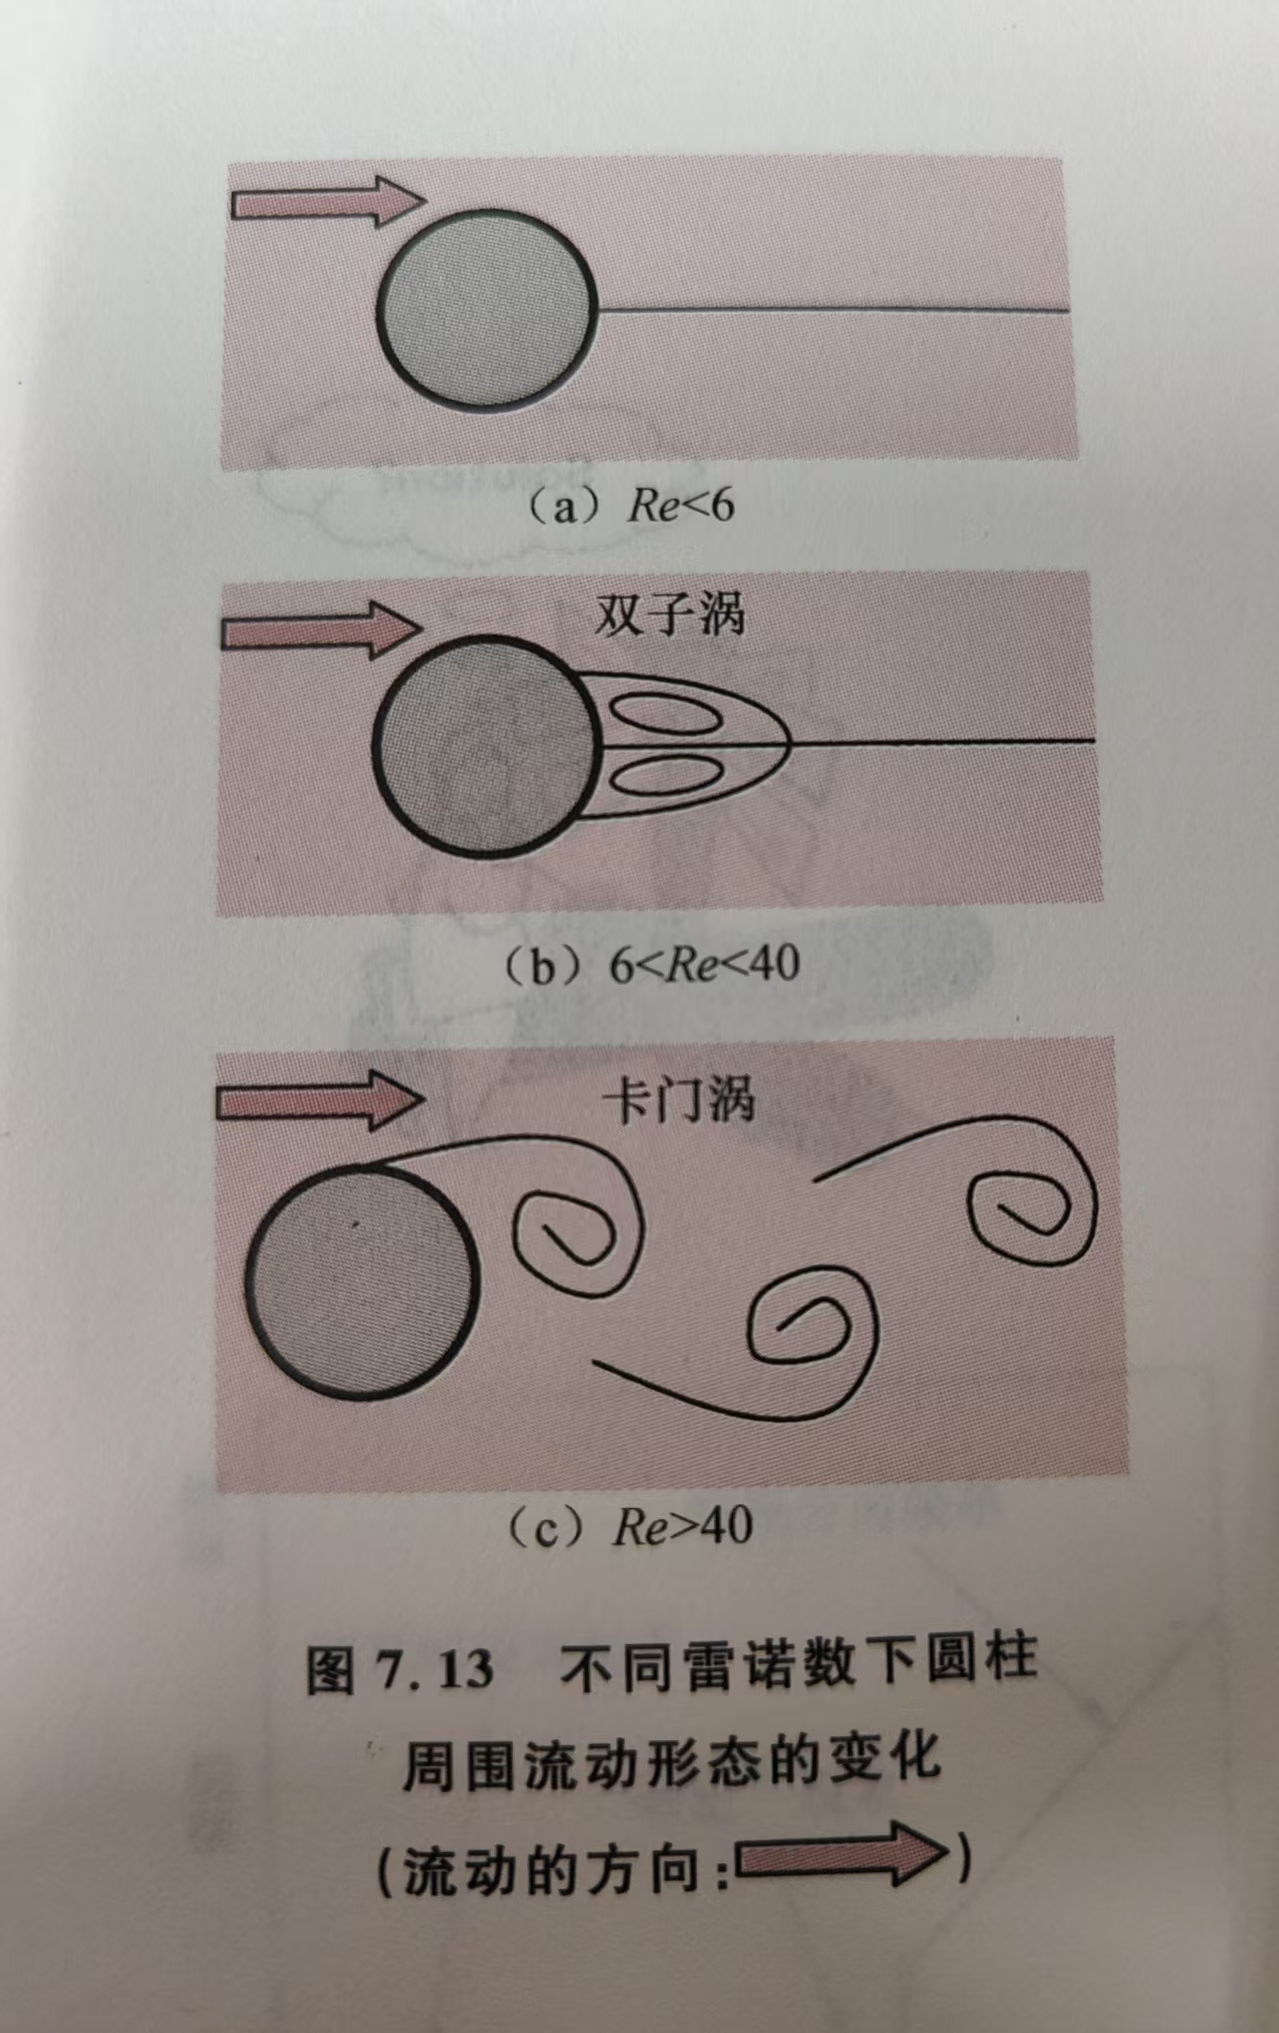 （a）Re<6
双子涡
（b）6<Re<40
卡门涡
（c）Re>40
图 7.13 不同雷诺数下圆柱
周围流动形态的变化
(流动的方向: )